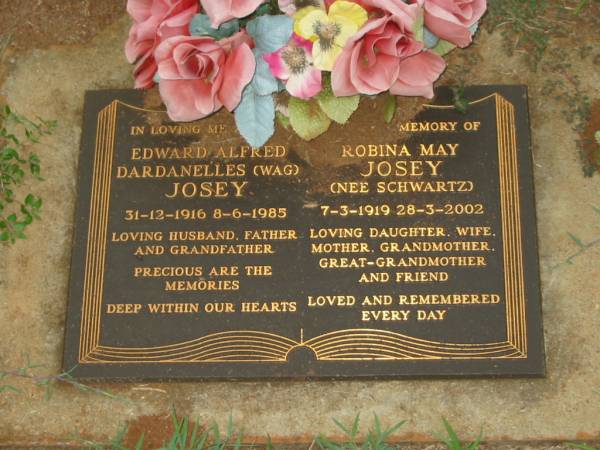 IN LOVING ME
EDWARD ALFRED
DARDANELLES (WAG)
JOSEY
31-12-1916 8-6-1985
LOVING HUSBAND, FATHER
AND GRANDFATHER
PRECIOUS ARE THE
MEMORIES
DEEP WITHIN OUR HEARTS
MEMORY OF
ROBINA MAY
JOSEY
(NEE SCHWARTZ)
7-3-1919 28-3-2002
LOVING DAUGHTER, WIFE,
MOTHER, GRANDMOTHER,
GREAT-GRANDMOTHER
AND FRIEND
LOVED AND REMEMBERED
EVERY DAY